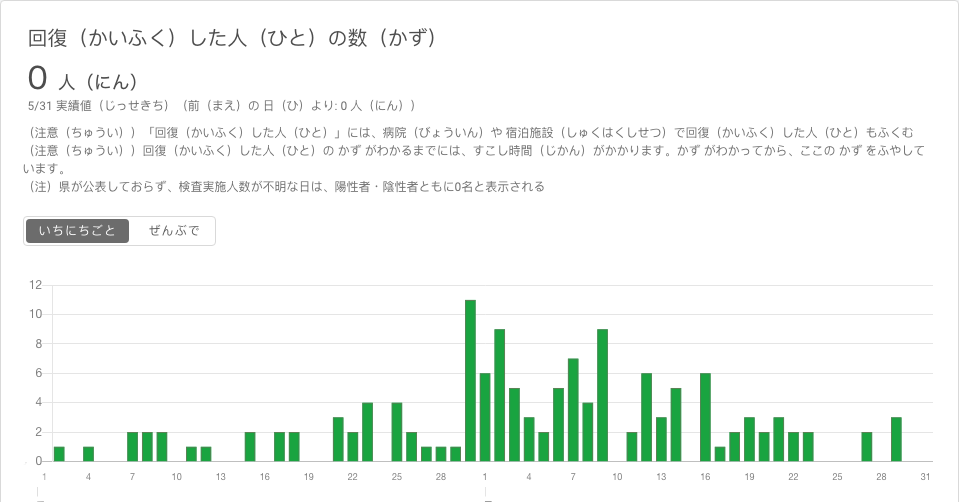 回復（かいふく）した人（ひと）の数（かず）
0 人（にん）
5/31 実績値（じっせきち）（前（まえ）の 日（ひ）より: 0 人（にん））
（注意（ちゅうい））「回復（かいふく）した人（ひと）」には、病院（びょういん）や 宿泊施設（しゅくはくしせつ）で回復（かいふく）した人（ひと）もふくむ
（注意（ちゅうい））回復（かいふく）した人（ひと）の かず がわかるまでには、すこし時間（じかん）がかかります。かず がわかってから、ここの かず をふやして
います。
（注）県が公表しておらず、検査実施人数が不明な日は、陽性者・陰性者ともに0名と表示される
いちにちごと ぜんぶで
12
10
8
6
4
2
0
1 4 7 10 13 16 19 22 25 28 1 4 7 10 13 16 19 22 25 28 31